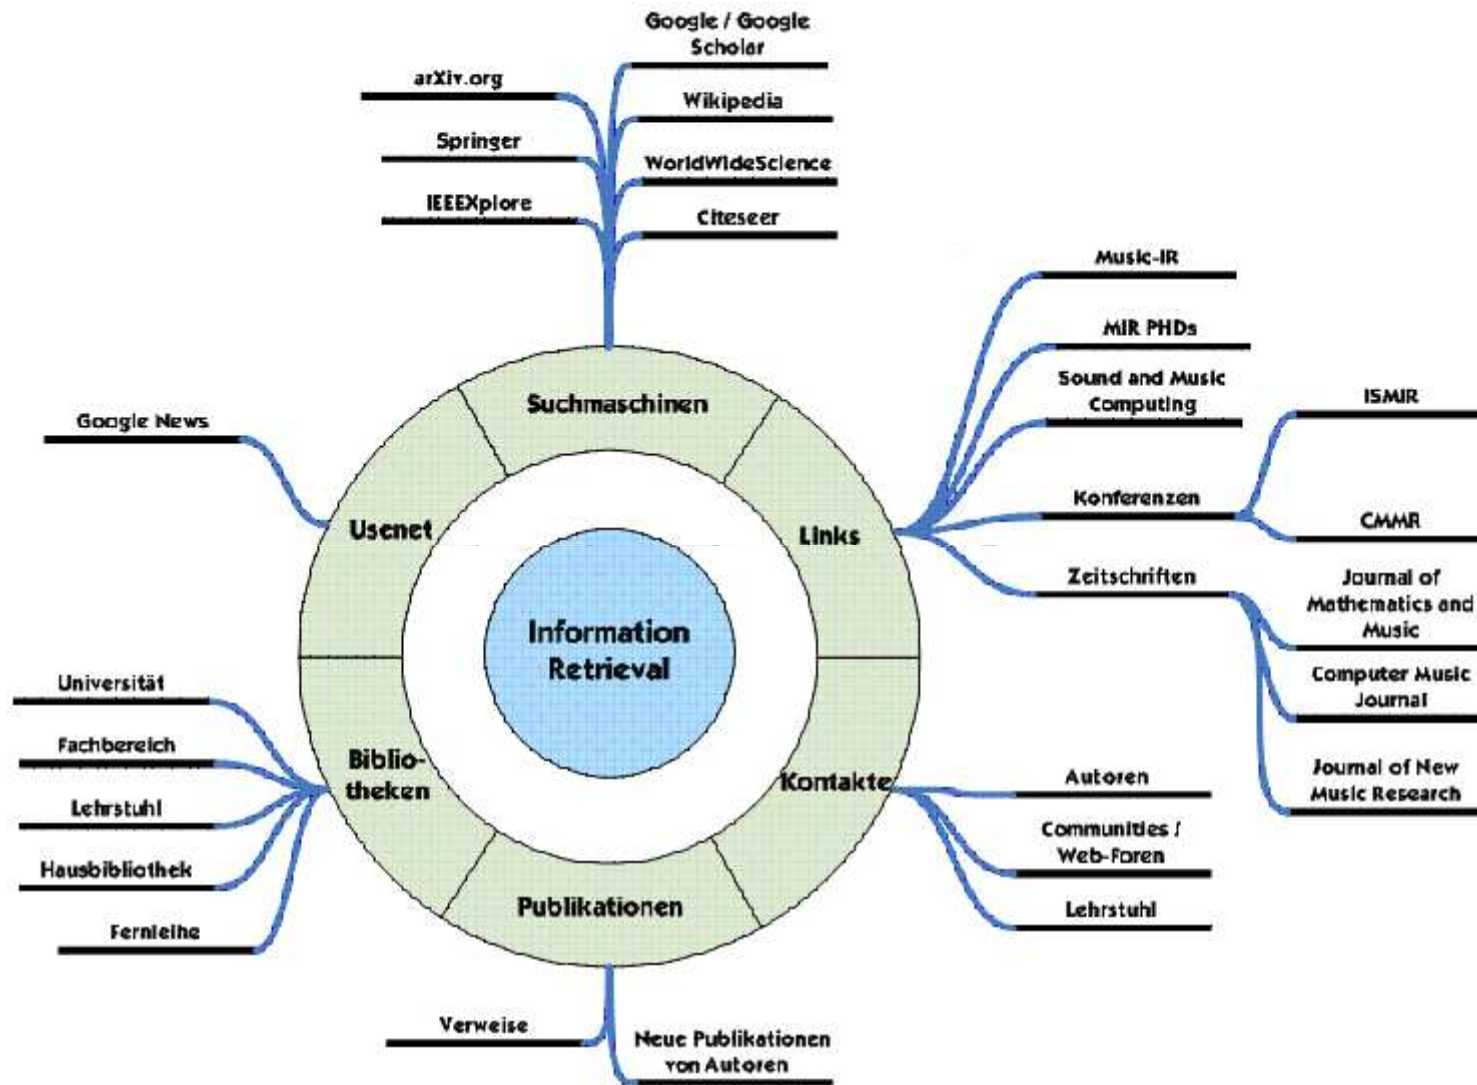 Google / Google
Scholar
arXiv.org
Wikipedia
Springer
WorldWideScience
IEEEXplore
Citeseer
Music-IR
MIR PHDs
Sound and Music
Computing
ISMIR
Konferenzen
CMMR
Zeitschriften
Journal of
Mathematics and
Music
Computer Music
Journal
Journal of New
Music Research
Suchmaschinen
Google News
Usenet
Links
Information
Retrieval
Universität
Fachbereich
Lehrstuhl
Hausbibliothek
Fernleihe
Biblio-
theken
Kontakte
Autoren
Communities /
Web-Foren
Lehrstuhl
Publikationen
Verweise
Neue Publikationen
von Autoren